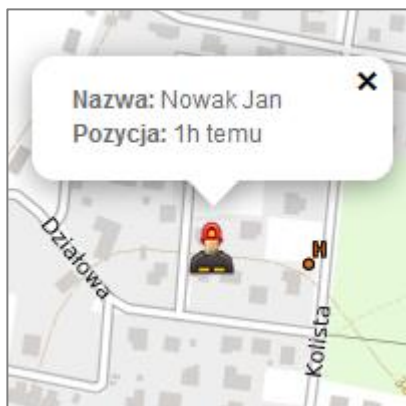 Nazwa: Nowak Jan
Pozycja: 1h temu
Działowa
H
Kolista